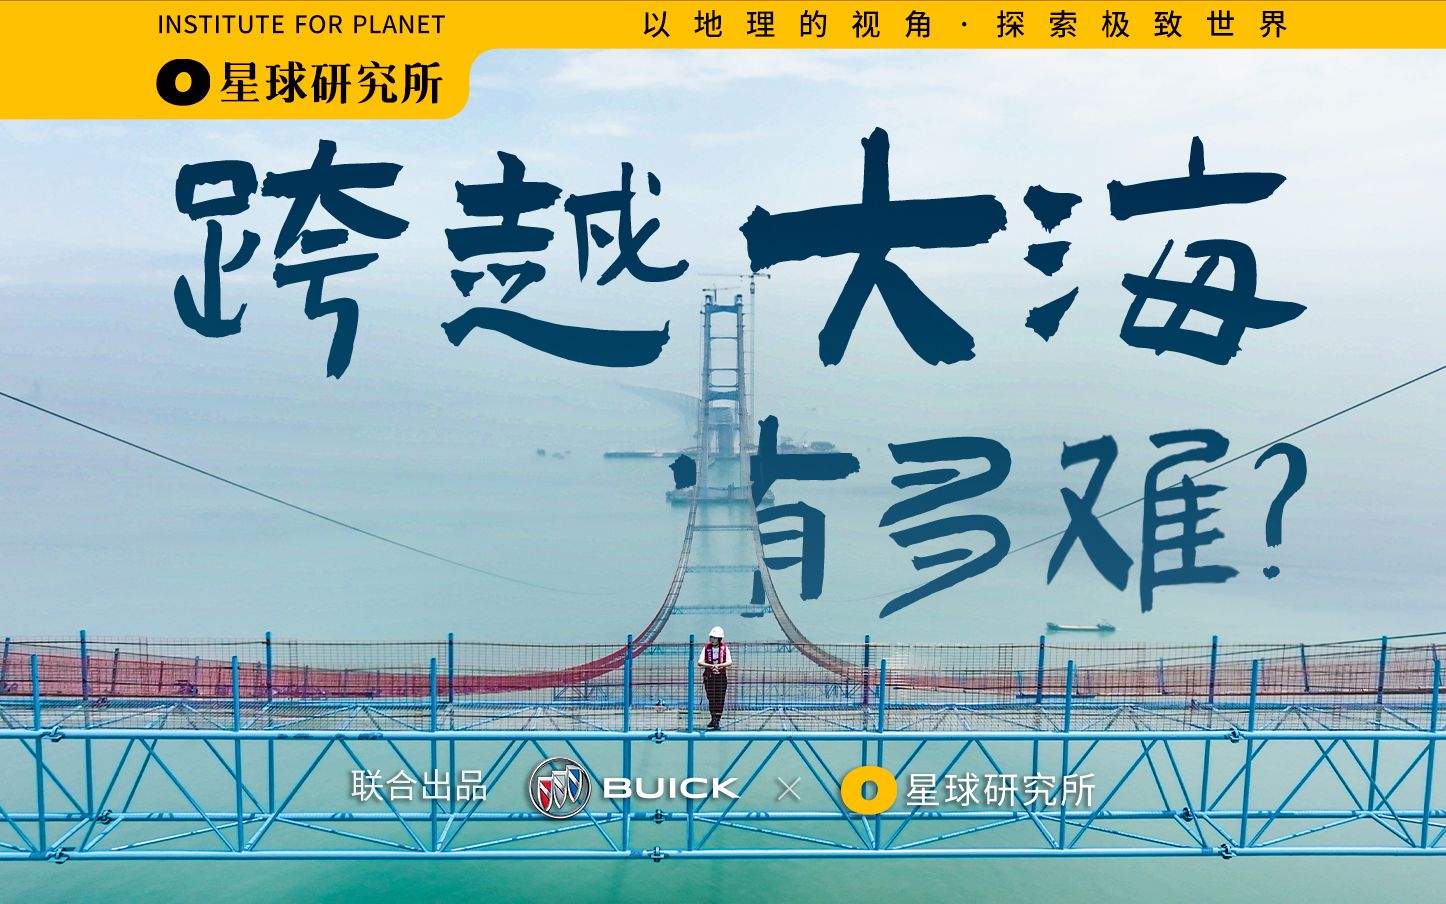 INSTITUTE FOR PLANET
以地理的视角·探索极致世界
星球研究所
跨越大海
有多难?
联合出品 BUICK × 星球研究所